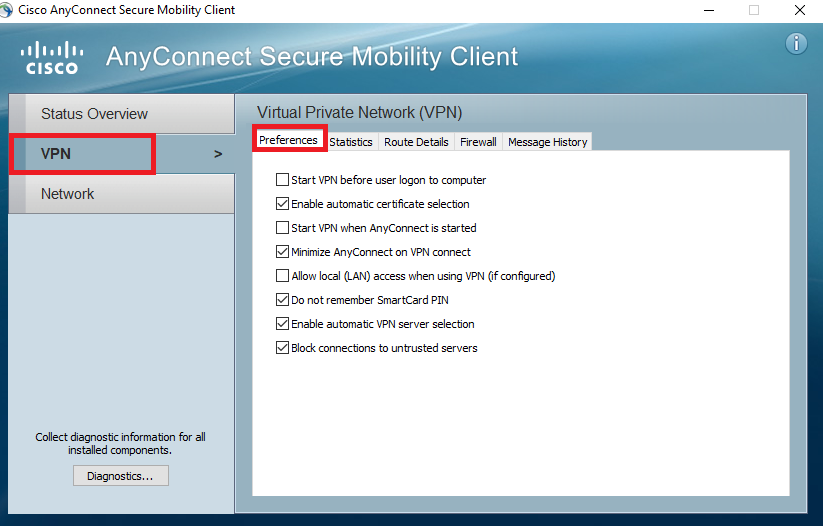 Cisco AnyConnect Secure Mobility Client
CISCO
AnyConnect Secure Mobility Client
Status Overview
VPN >
Network
Collect diagnostic information for all
installed components.
Diagnostics...
Virtual Private Network (VPN)
Preferences Statistics Route Details Firewall Message History
Start VPN before user logon to computer
Enable automatic certificate selection
Start VPN when AnyConnect is started
Minimize AnyConnect on VPN connect
Allow local (LAN) access when using VPN (if configured)
Do not remember SmartCard PIN
Enable automatic VPN server selection
Block connections to untrusted servers